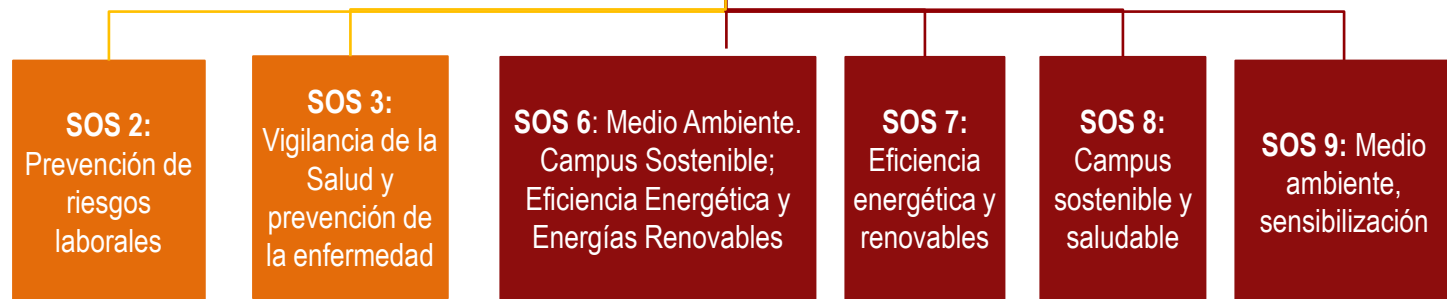 SOS 2:
Prevención de
riesgos
laborales
SOS 3:
Vigilancia de la
Salud y
prevención de
la enfermedad
SOS 6: Medio Ambiente.
Campus Sostenible;
Eficiencia Energética y
Energías Renovables
SOS 7:
Eficiencia
energética y
renovables
SOS 8:
Campus
sostenible y
saludable
SOS 9: Medio
ambiente,
sensibilización